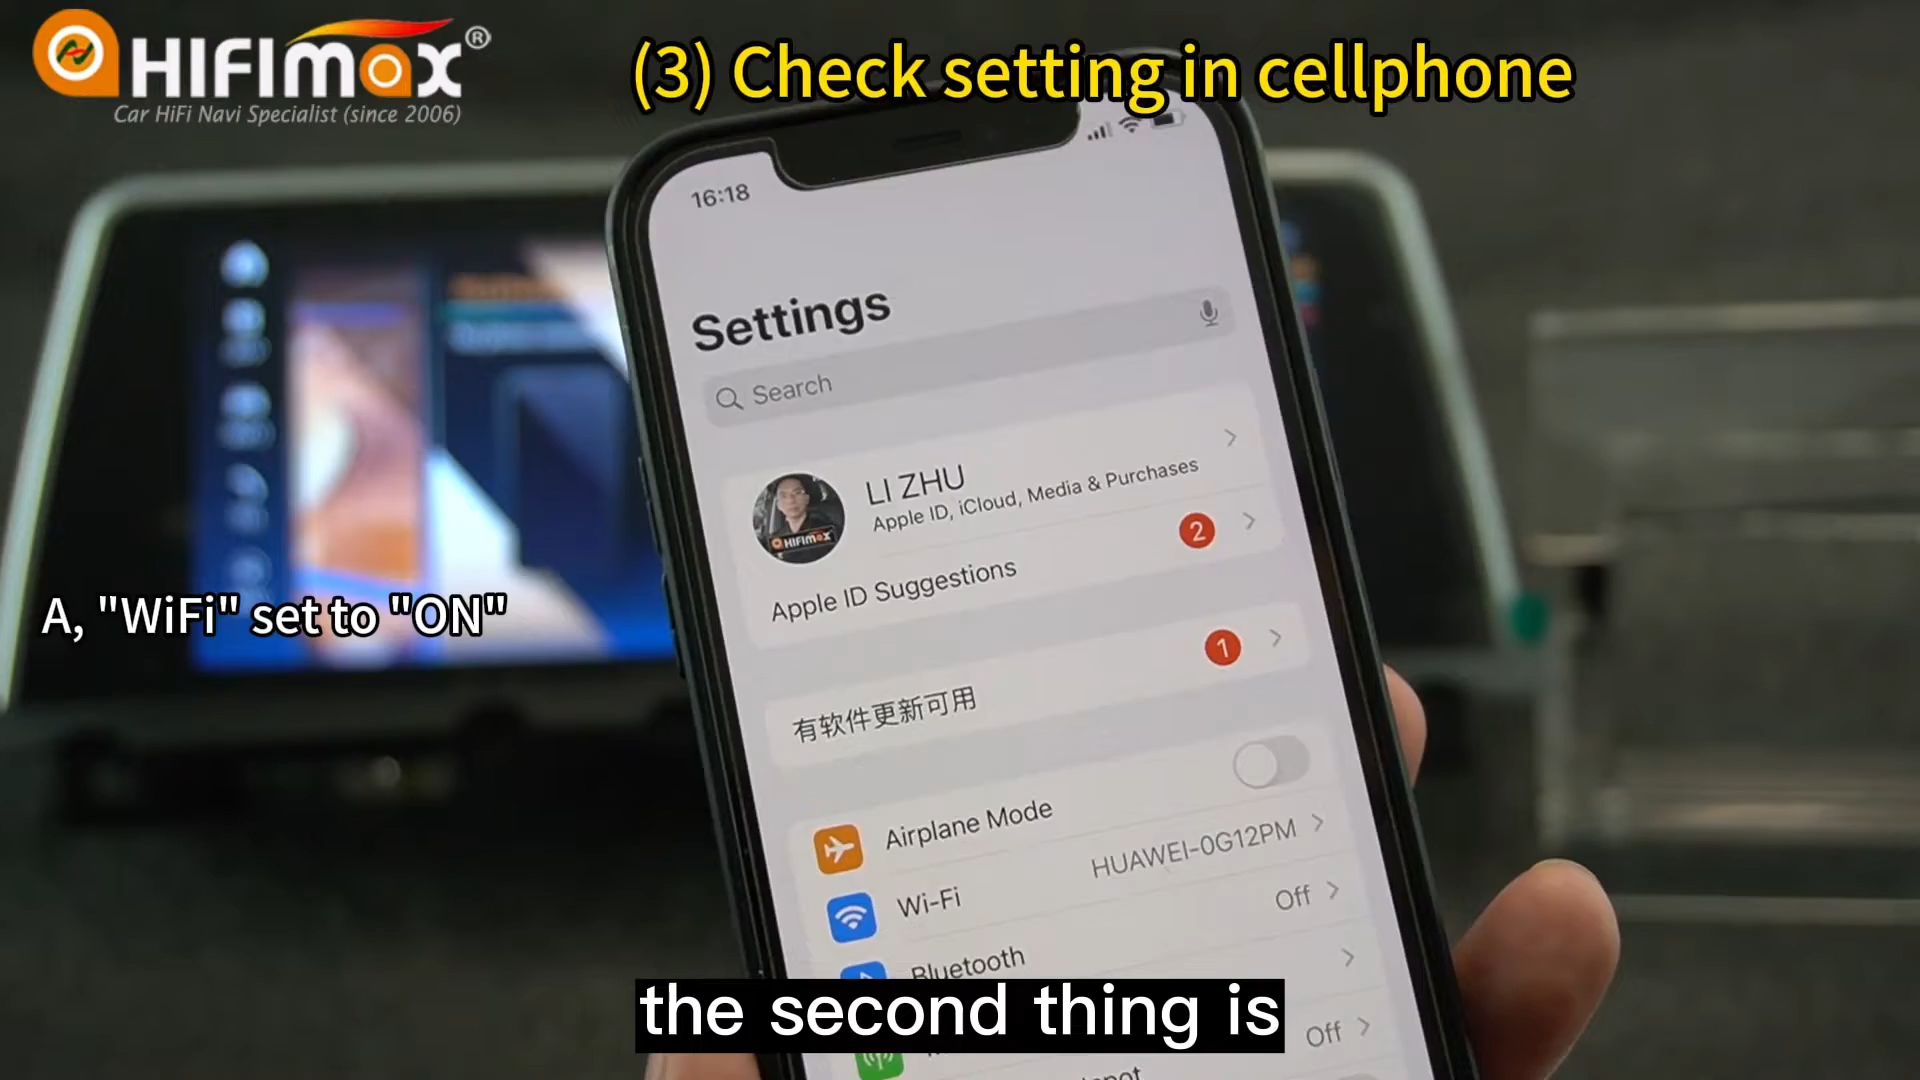 HIFIMAX®
Car HiFi Navi Specialist (since 2006)
(3) Check setting in cellphone
16:18
Settings
Search
LI ZHU
Apple ID, iCloud, Media & Purchases
HIFIMAX
Apple ID Suggestions
2
有软件更新可用
1
A, "WiFi" set to "ON"
Airplane Mode
Wi-Fi
HUAWEI-0G12PM
Bluetooth
Off
Off
the second thing is